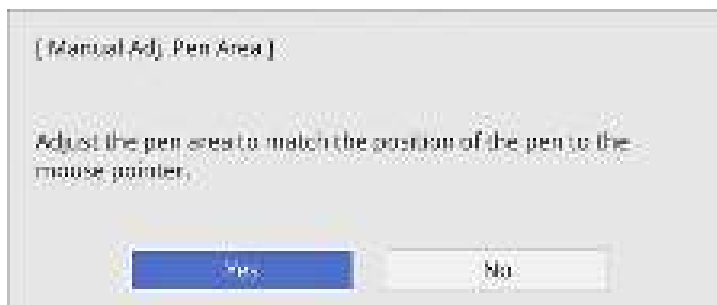 [ Manual Adj. Pen Area ]
Adjust the pen area to match the position of the pen to the
mouse pointer.
Yes
No